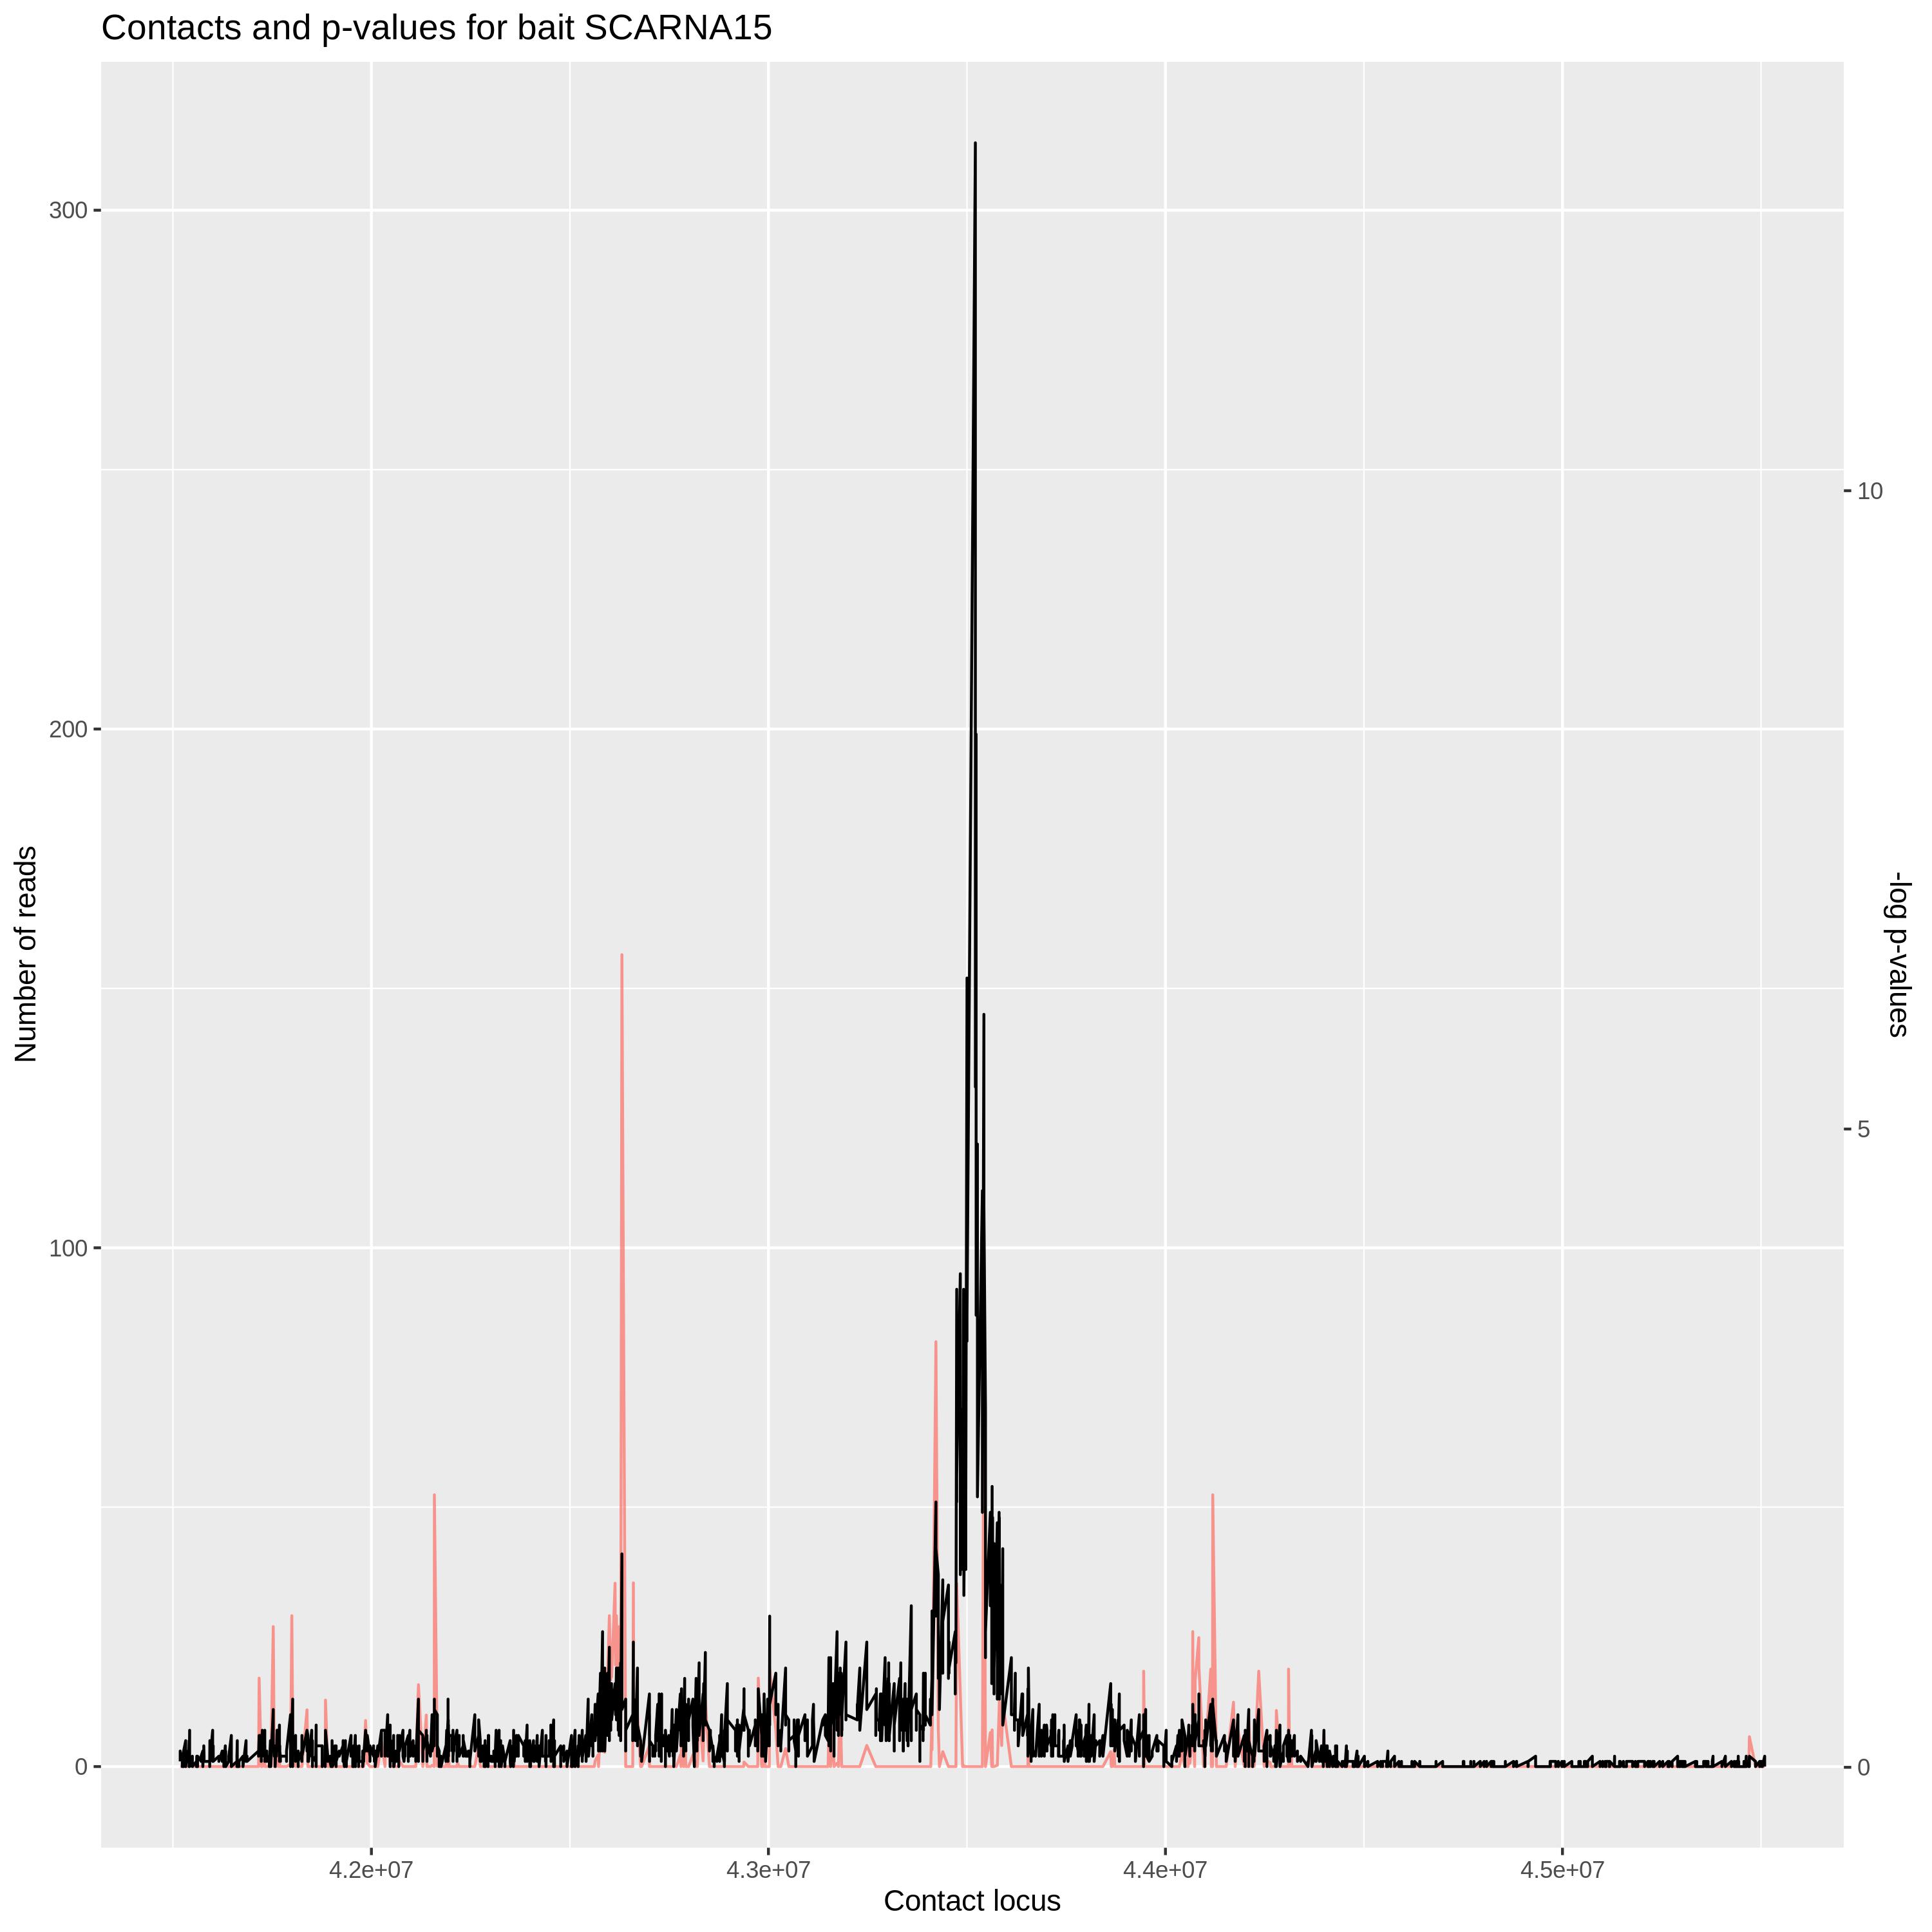 Contacts and p-values for bait SCARNA15
300
200
100
0
Number of reads
10
5
0
-log p-values
4.2e+07
4.3e+07
4.4e+07
4.5e+07
Contact locus